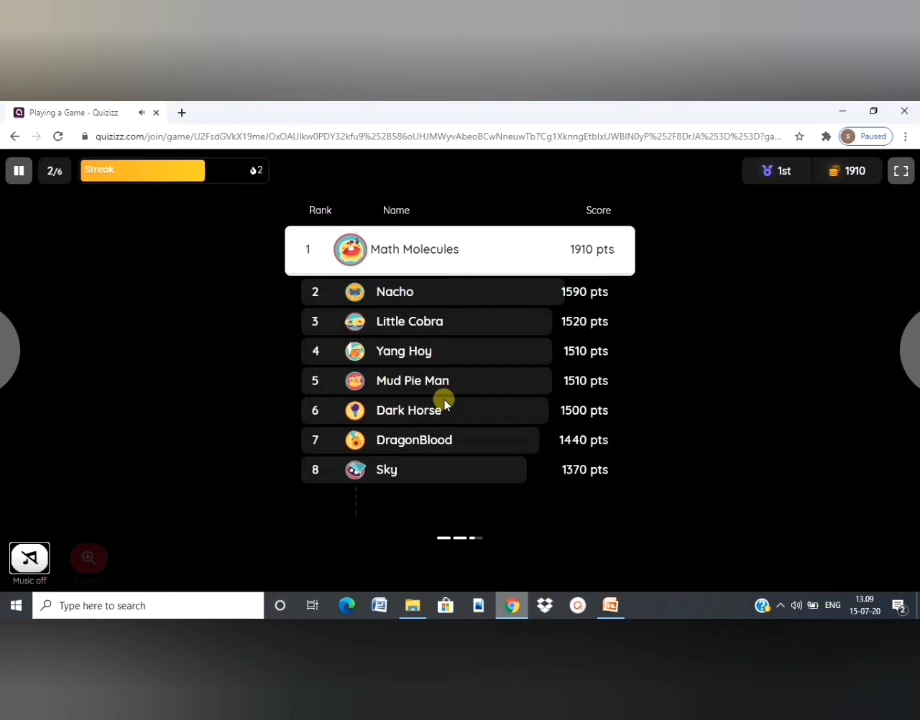 Playing a Game - Quizizz
Paused
2/6
Streak
2
1st
1910
Rank Name Score
1 Math Molecules 1910 pts
2 Nacho 1590 pts
3 Little Cobra 1520 pts
4 Yang Hoy 1510 pts
5 Mud Pie Man 1510 pts
6 Dark Horse 1500 pts
7 DragonBlood 1440 pts
8 Sky 1370 pts
Music off
Type here to search
ENG
13.09
15-07-20
2